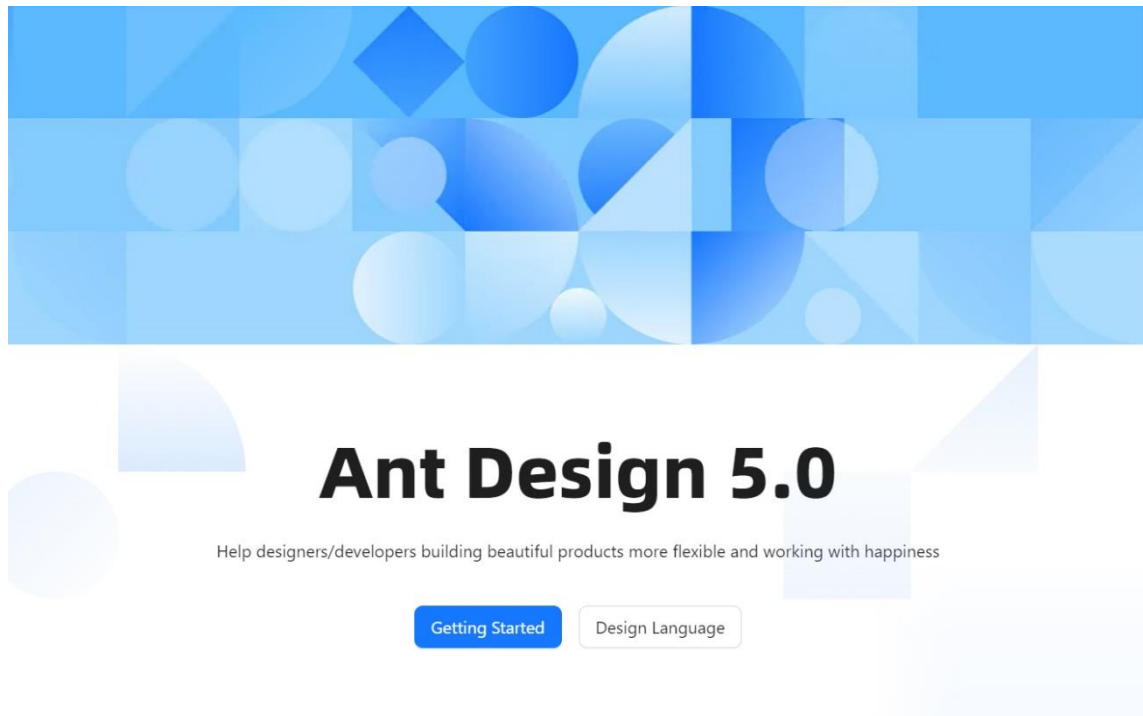 Ant Design 5.0
Help designers/developers building beautiful products more flexible and working with happiness
Getting Started
Design Language